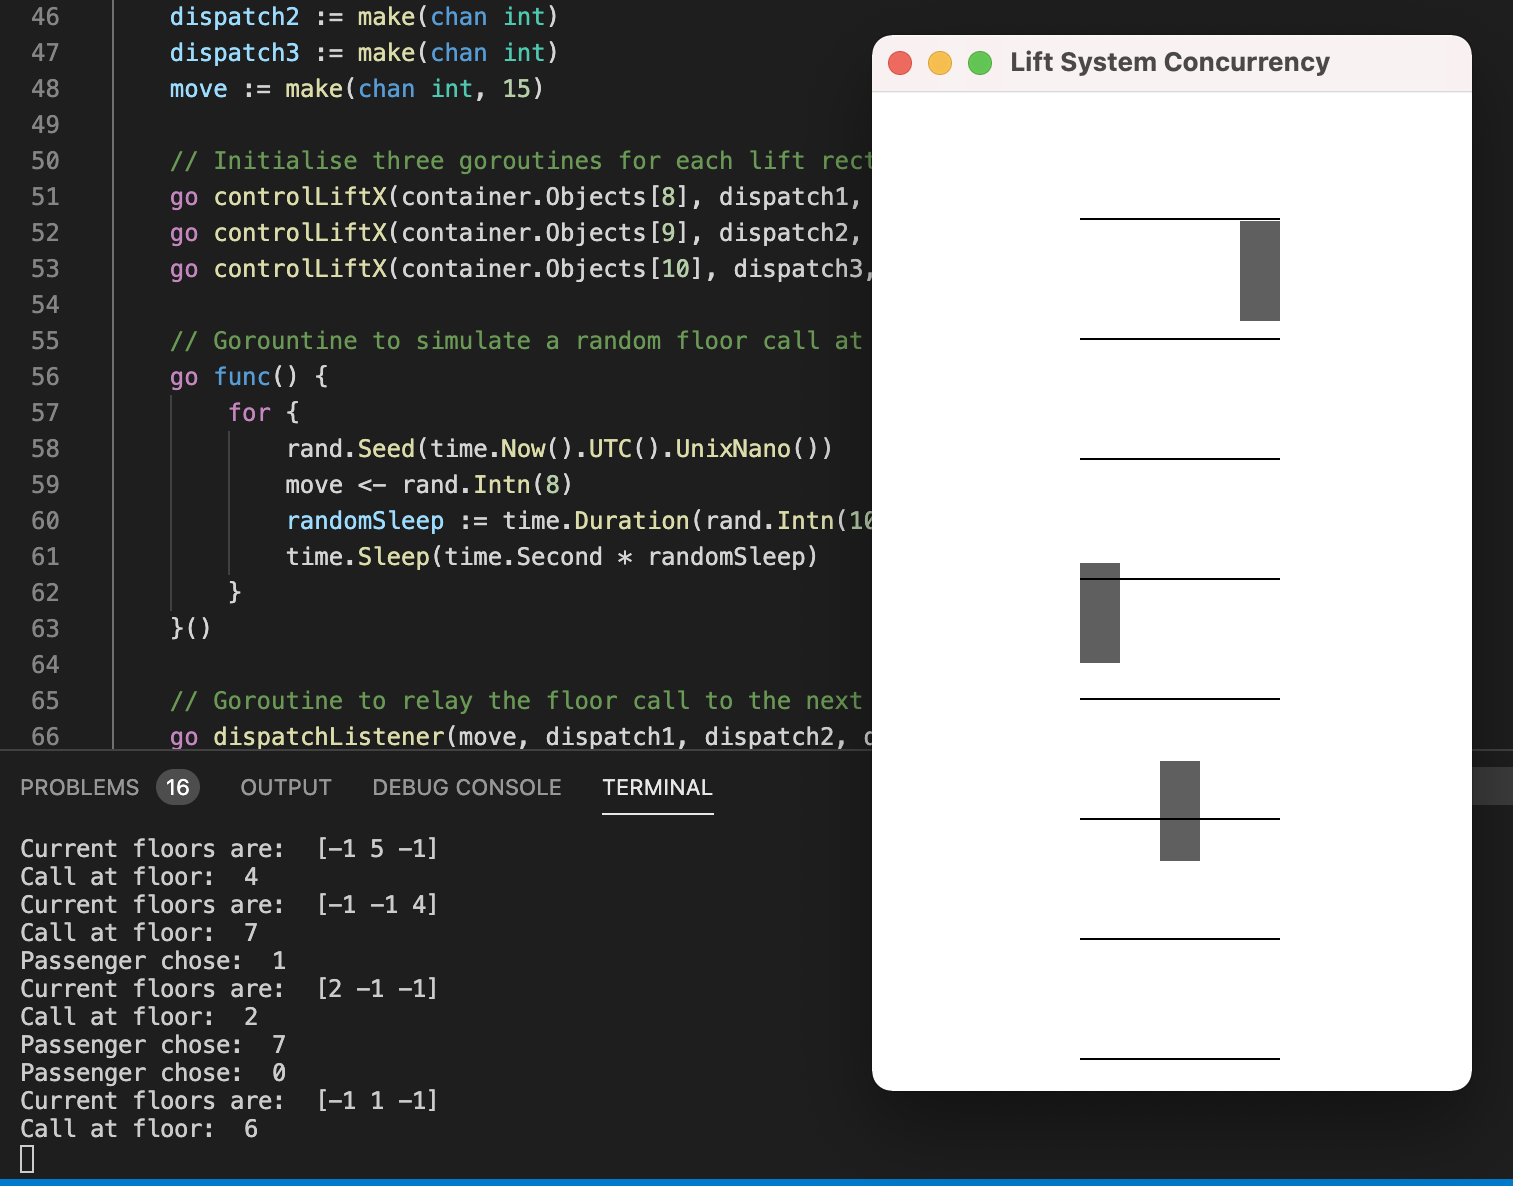 46 dispatch2 := make(chan int)
47 dispatch3 := make(chan int)
48 move := make(chan int, 15)
49
50 // Initialise three goroutines for each lift rect
51 go controlLiftX(container.Objects[8], dispatch1,
52 go controlLiftX(container.Objects[9], dispatch2,
53 go controlLiftX(container.Objects[10], dispatch3,
54
55 // Gorountine to simulate a random floor call at
56 go func() {
57 for {
58 rand.Seed(time.Now().UTC().UnixNano())
59 move <- rand.Intn(8)
60 randomSleep := time.Duration(rand.Intn(10
61 time.Sleep(time.Second * randomSleep)
62 }
63 }()
64
65 // Goroutine to relay the floor call to the next
66 go dispatchListener(move, dispatch1, dispatch2, d
Lift System Concurrency
PROBLEMS 16 OUTPUT DEBUG CONSOLE TERMINAL
Current floors are:  [-1 5 -1]
Call at floor:  4
Current floors are:  [-1 -1 4]
Call at floor:  7
Passenger chose:  1
Current floors are:  [2 -1 -1]
Call at floor:  2
Passenger chose:  7
Passenger chose:  0
Current floors are:  [-1 1 -1]
Call at floor:  6